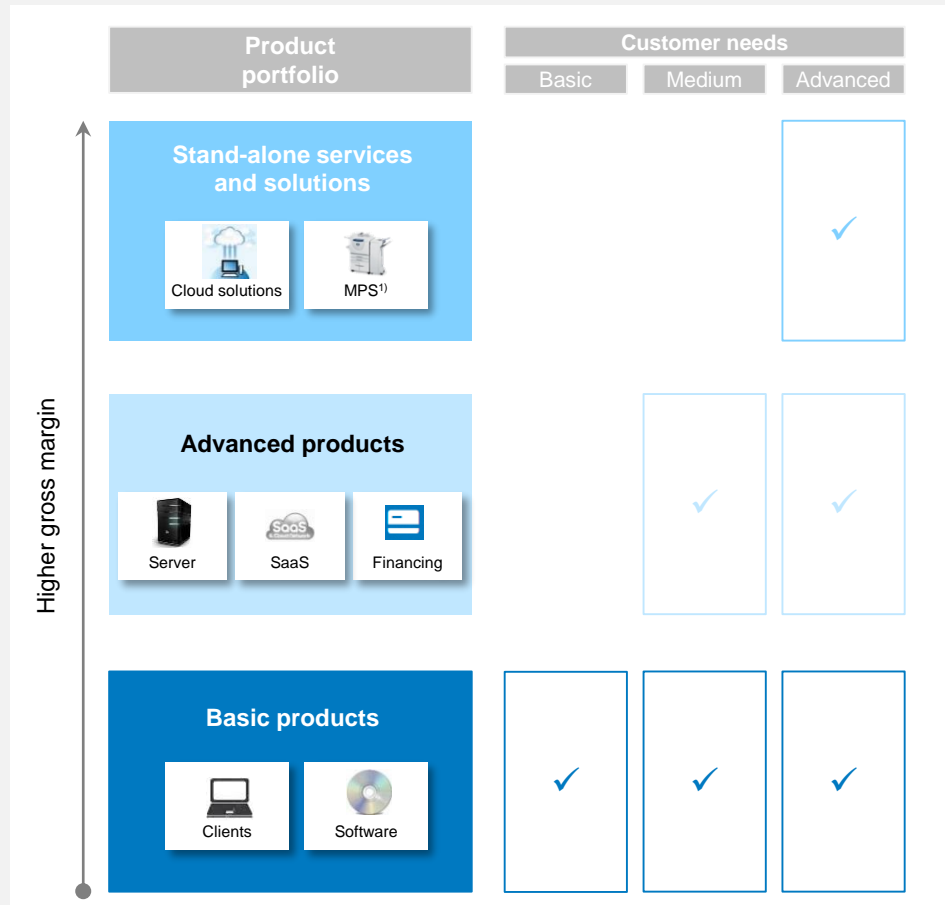 Product
portfolio
Customer needs
Basic
Medium
Advanced
Higher gross margin
Stand-alone services
and solutions
Cloud solutions
MPS1)
Advanced products
SaaS
Server
SaaS
Financing
Basic products
Clients
Software